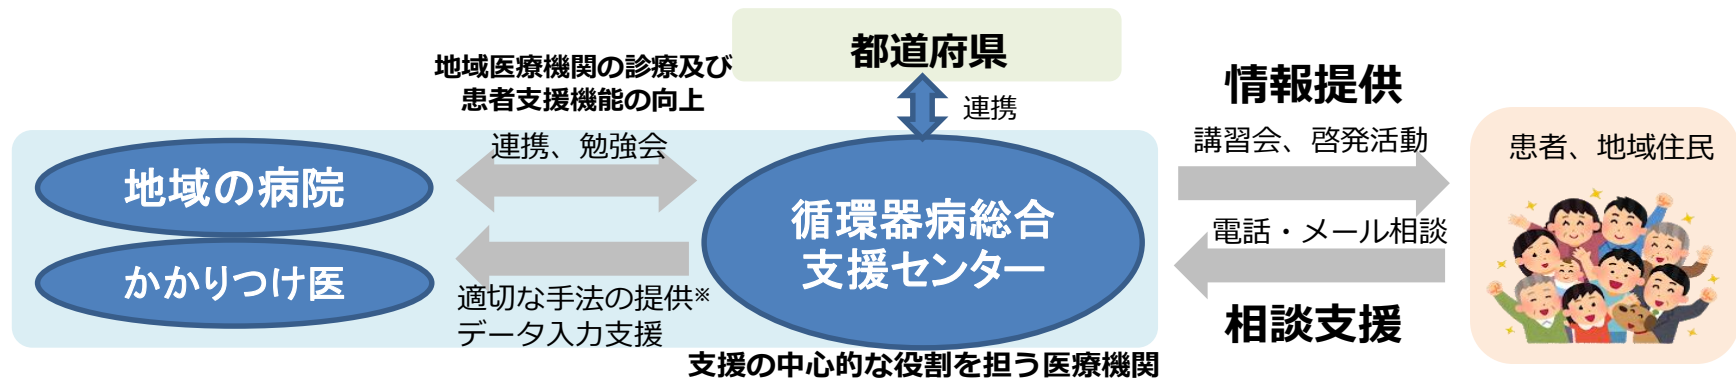 都道府県
地域医療機関の診療及び
患者支援機能の向上
連携
情報提供
連携、勉強会
講習会、啓発活動
患者、地域住民
地域の病院
循環器病総合
支援センター
電話・メール相談
かかりつけ医
適切な手法の提供※
データ入力支援
相談支援
支援の中心的な役割を担う医療機関